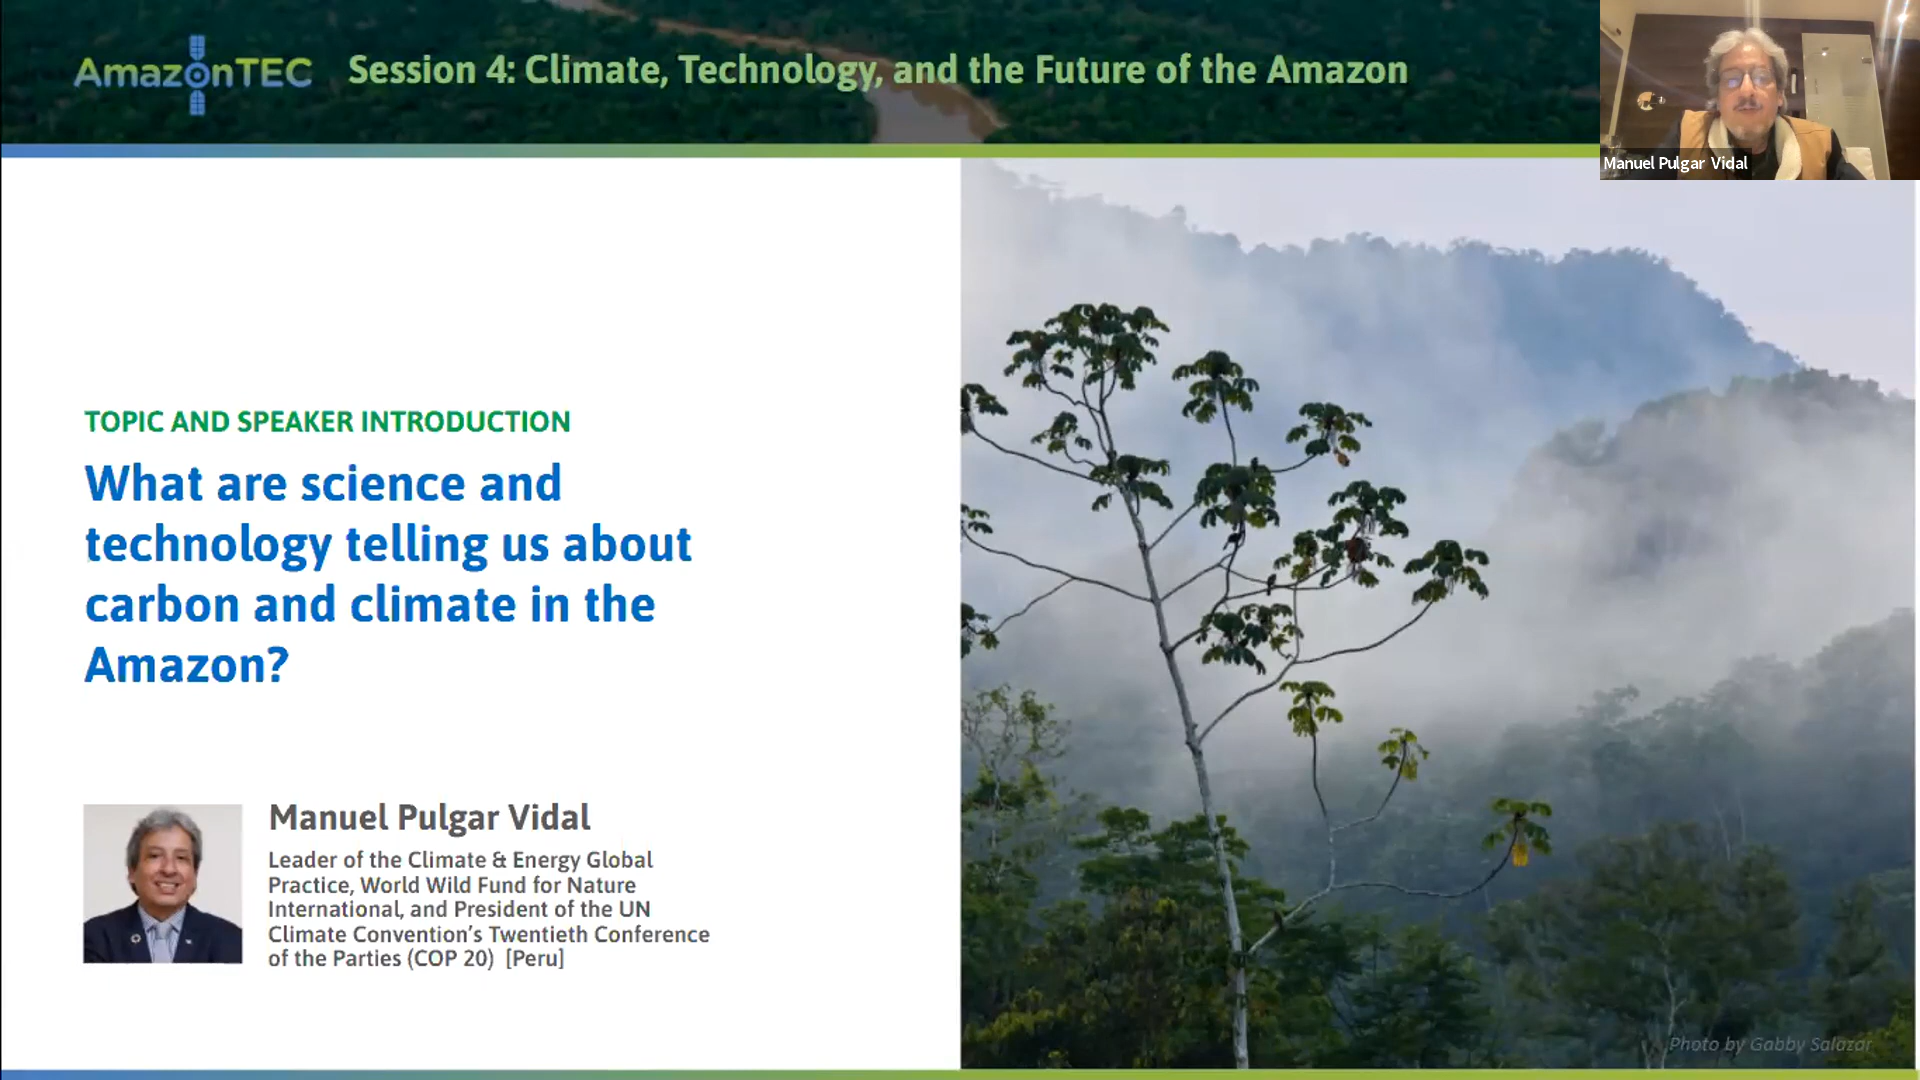 AmazonTEC
Session 4: Climate, Technology, and the Future of the Amazon
Manuel Pulgar Vidal
TOPIC AND SPEAKER INTRODUCTION
What are science and
technology telling us about
carbon and climate in the
Amazon?
Manuel Pulgar Vidal
Leader of the Climate & Energy Global
Practice, World Wild Fund for Nature
International, and President of the UN
Climate Convention's Twentieth Conference
of the Parties (COP 20) [Peru]
Photo by Gabby Salazar